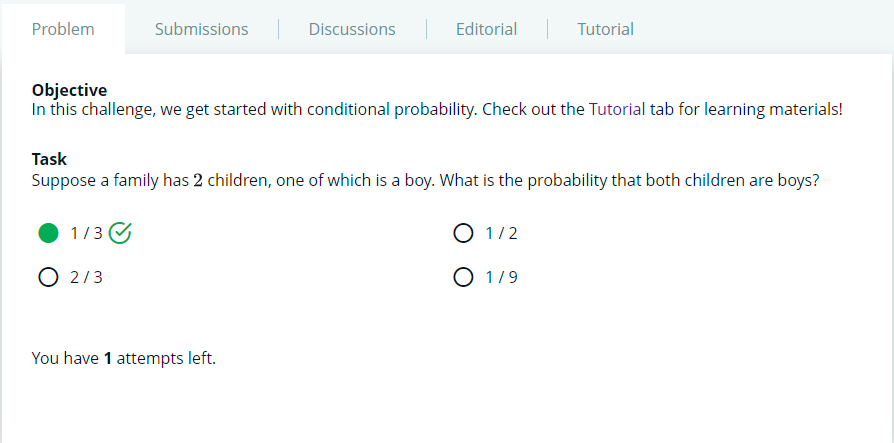 Problem Submissions Discussions Editorial Tutorial
Objective
In this challenge, we get started with conditional probability. Check out the Tutorial tab for learning materials!
Task
Suppose a family has 2 children, one of which is a boy. What is the probability that both children are boys?
1 / 3 1 / 2
2 / 3 1 / 9
You have 1 attempts left.